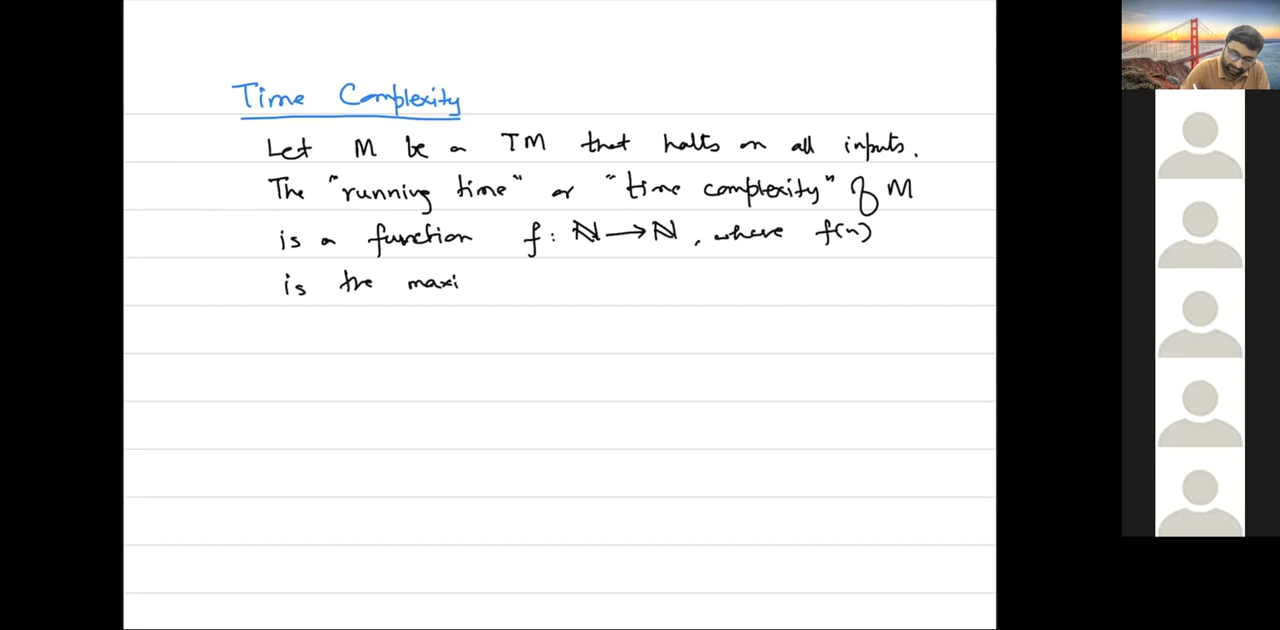 Time Complexity
Let M be a TM that halts on all inputs.
The "running time" or "time complexity" of M
is a function f: ℕ⟶ℕ, where f(n)
is the maxi